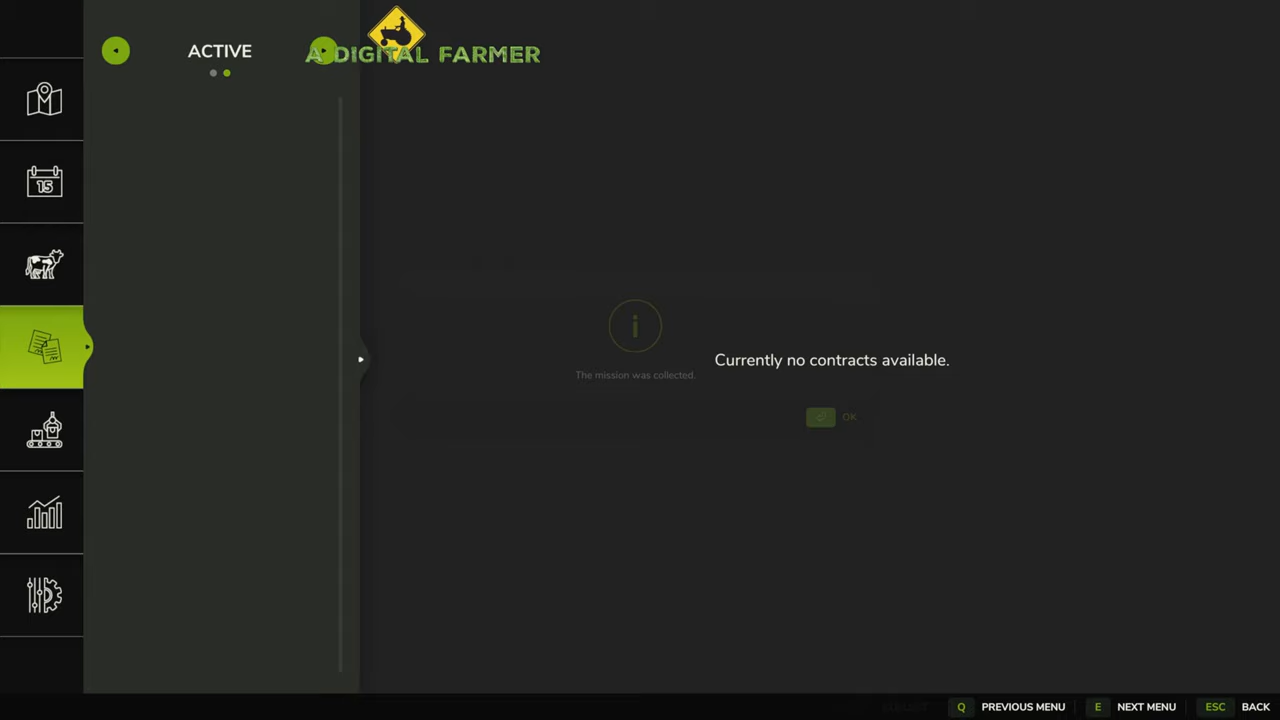 ACTIVE
A DIGITAL FARMER
15
i
The mission was collected.
Currently no contracts available.
OK
Q PREVIOUS MENU E NEXT MENU ESC BACK